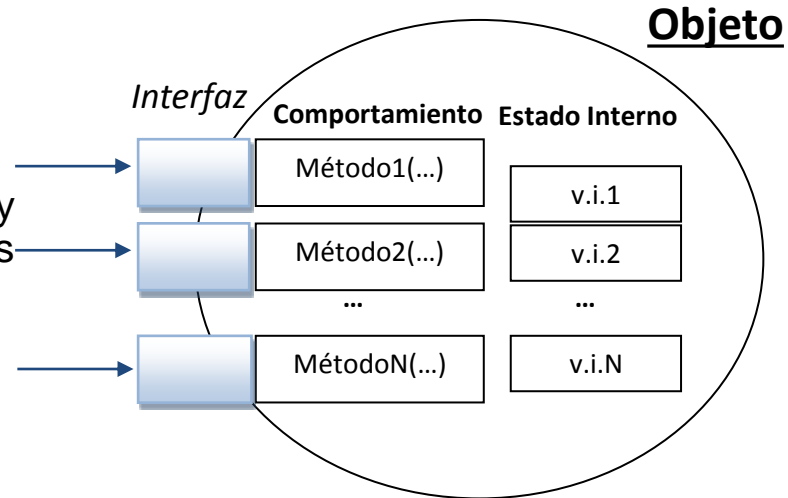 Objeto
Interfaz
Comportamiento Estado Interno
Método1(...)
v.i.1
y
s
Método2(...)
v.i.2
... ...
MétodoN(...)
v.i.N